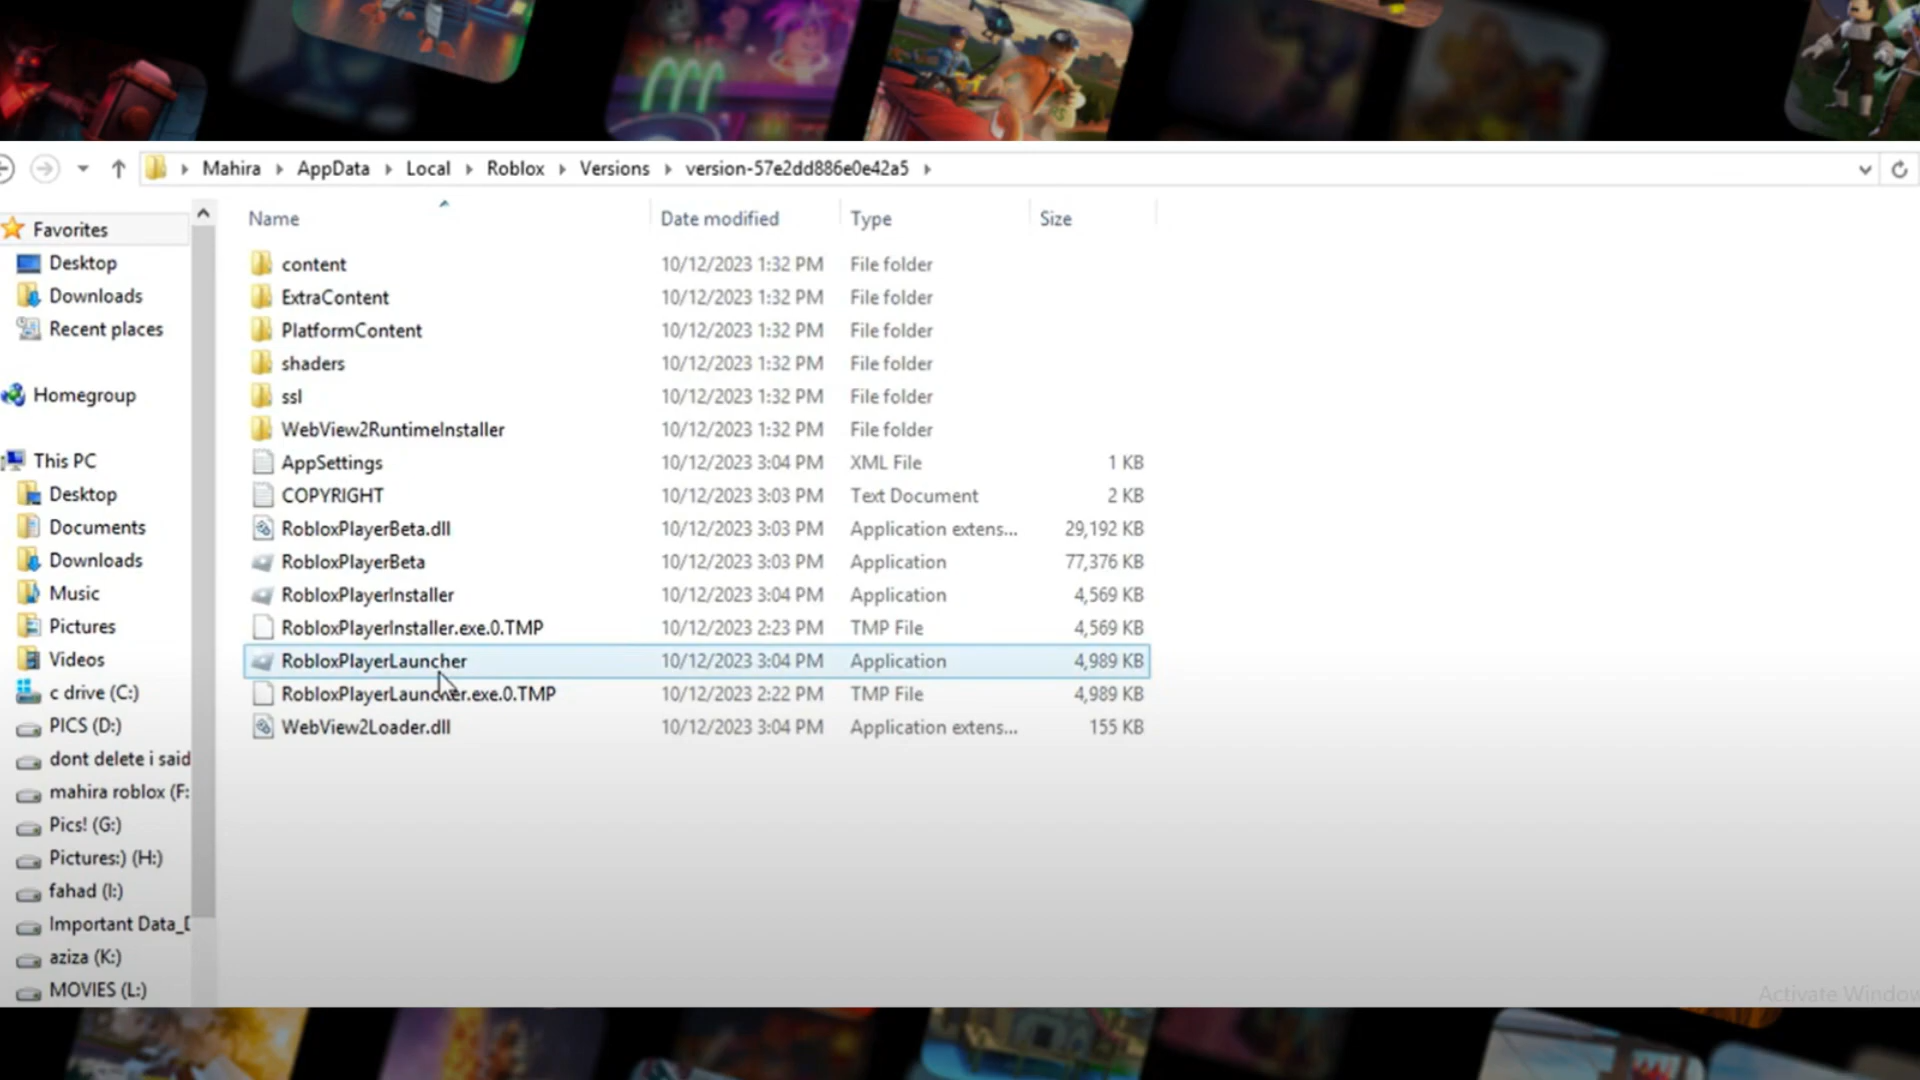 Mahira AppData Local Roblox Versions version-57e2dd886e0e42a5
Name Date modified Type Size
Favorites
Desktop
Downloads
Recent places
Homegroup
This PC
Desktop
Documents
Downloads
Music
Pictures
Videos
c drive (C:)
PICS (D:)
dont delete i said
mahira roblox (F:
Pics! (G:)
Pictures:) (H:)
fahad (I:)
Important Data_D
aziza (K:)
MOVIES (L:)
content 10/12/2023 1:32 PM File folder
ExtraContent 10/12/2023 1:32 PM File folder
PlatformContent 10/12/2023 1:32 PM File folder
shaders 10/12/2023 1:32 PM File folder
ssl 10/12/2023 1:32 PM File folder
WebView2RuntimeInstaller 10/12/2023 1:32 PM File folder
AppSettings 10/12/2023 3:04 PM XML File 1 KB
COPYRIGHT 10/12/2023 3:03 PM Text Document 2 KB
RobloxPlayerBeta.dll 10/12/2023 3:03 PM Application extens... 29,192 KB
RobloxPlayerBeta 10/12/2023 3:03 PM Application 77,376 KB
RobloxPlayerInstaller 10/12/2023 3:04 PM Application 4,569 KB
RobloxPlayerInstaller.exe.0.TMP 10/12/2023 2:23 PM TMP File 4,569 KB
RobloxPlayerLauncher 10/12/2023 3:04 PM Application 4,989 KB
RobloxPlayerLauncher.exe.0.TMP 10/12/2023 2:22 PM TMP File 4,989 KB
WebView2Loader.dll 10/12/2023 3:04 PM Application extens... 155 KB
Activate Window